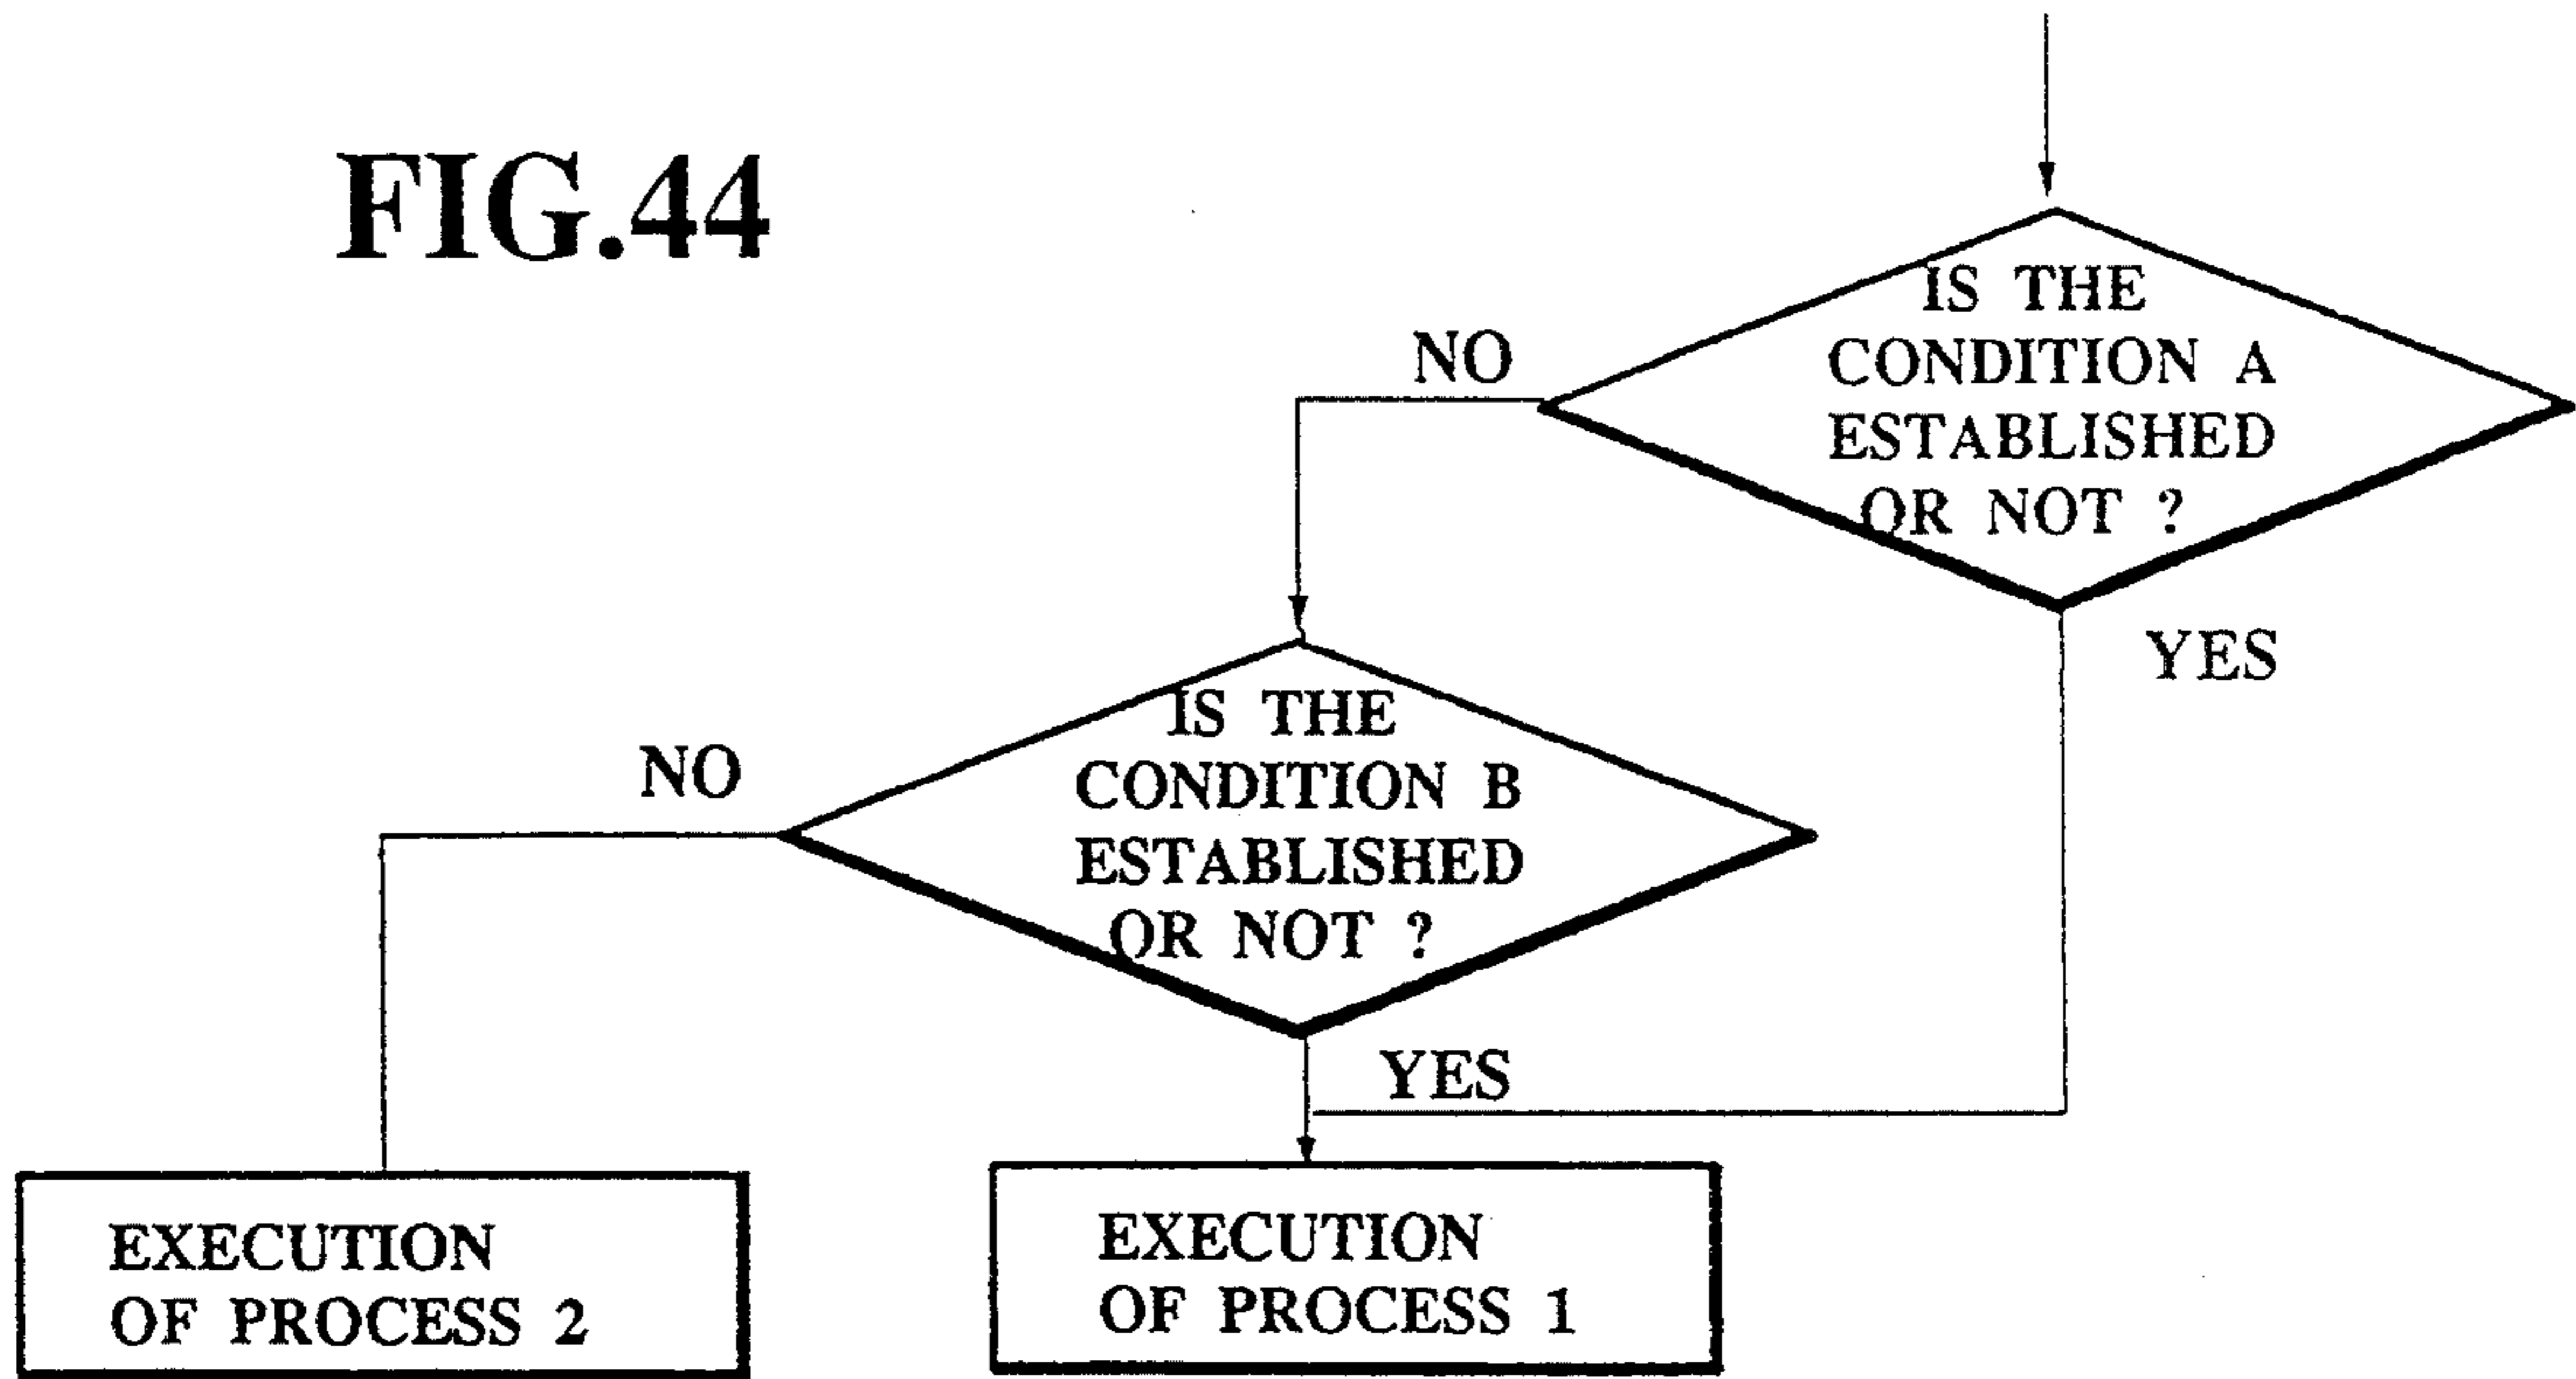 FIG.44
IS THE
CONDITION A
ESTABLISHED
OR NOT ?
NO
YES
IS THE
CONDITION B
ESTABLISHED
OR NOT ?
NO
YES
EXECUTION
OF PROCESS 2
EXECUTION
OF PROCESS 1